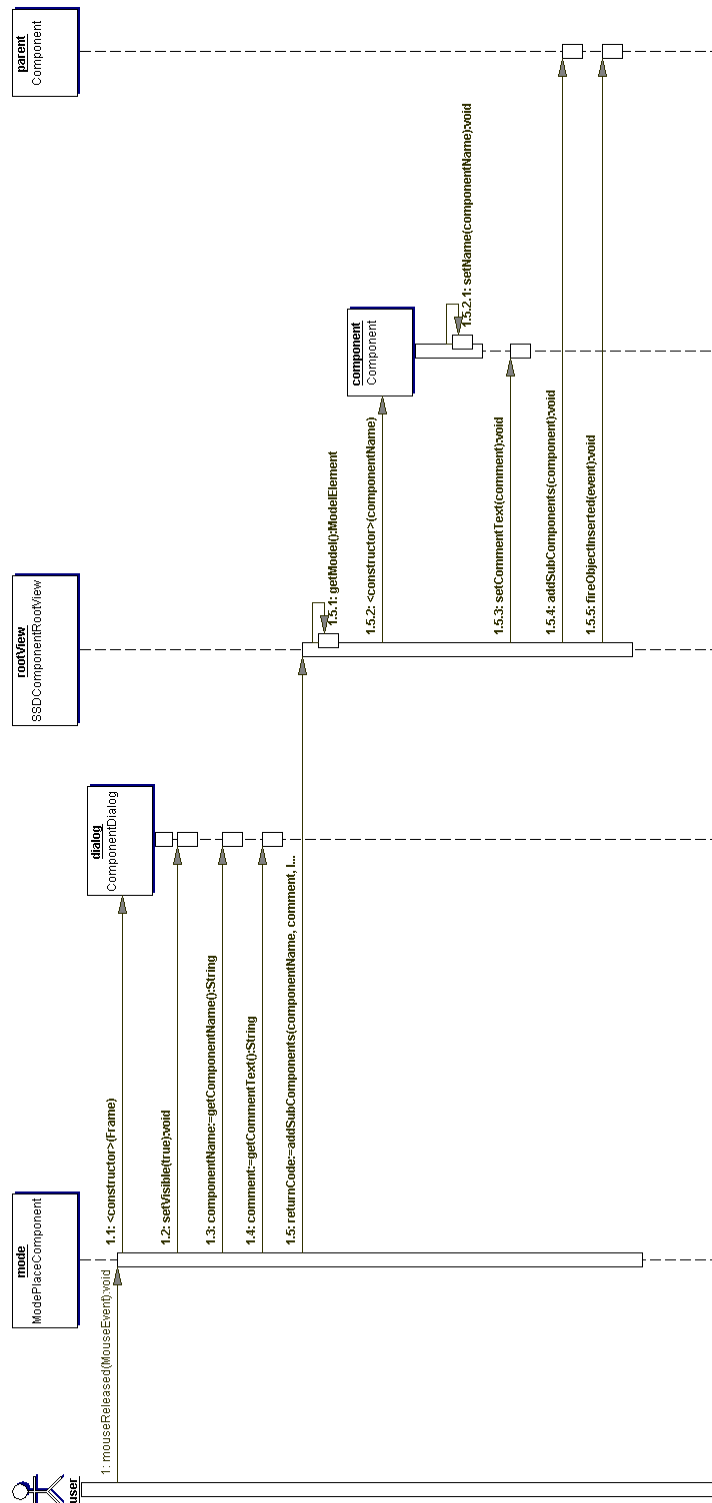 user
mode
ModePlaceComponent
dialog
ComponentDialog
rootView
SSDComponentRootView
component
Component
parent
Component
1: mouseReleased(MouseEvent):void
1.1: <constructor>(Frame)
1.2: setVisible(true):void
1.3: componentName:=getComponentName():String
1.4: comment:=getCommentText():String
1.5: returnCode:=addSubComponents(componentName, comment, l...
1.5.1: getModel():ModelElement
1.5.2: <constructor>(componentName)
1.5.2.1: setName(componentName):void
1.5.3: setCommentText(comment):void
1.5.4: addSubComponents(component):void
1.5.5: fireObjectInserted(event):void